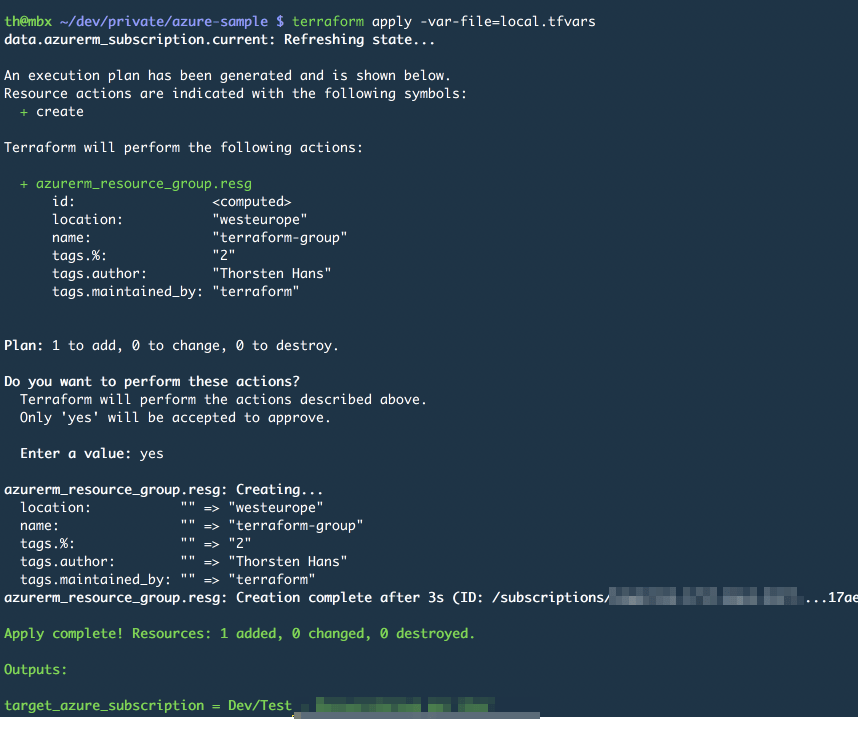 th@mbx ~/dev/private/azure-sample $ terraform apply -var-file=local.tfvars
data.azurerm_subscription.current: Refreshing state...
An execution plan has been generated and is shown below.
Resource actions are indicated with the following symbols:
+ create
Terraform will perform the following actions:
+ azurerm_resource_group.resg
id: <computed>
location: "westeurope"
name: "terraform-group"
tags.%: "2"
tags.author: "Thorsten Hans"
tags.maintained_by: "terraform"
Plan: 1 to add, 0 to change, 0 to destroy.
Do you want to perform these actions?
Terraform will perform the actions described above.
Only 'yes' will be accepted to approve.
Enter a value: yes
azurerm_resource_group.resg: Creating...
location: "" => "westeurope"
name: "" => "terraform-group"
tags.%: "" => "2"
tags.author: "" => "Thorsten Hans"
tags.maintained_by: "" => "terraform"
azurerm_resource_group.resg: Creation complete after 3s (ID: /subscriptions/ ...17ae
Apply complete! Resources: 1 added, 0 changed, 0 destroyed.
Outputs:
target_azure_subscription = Dev/Test